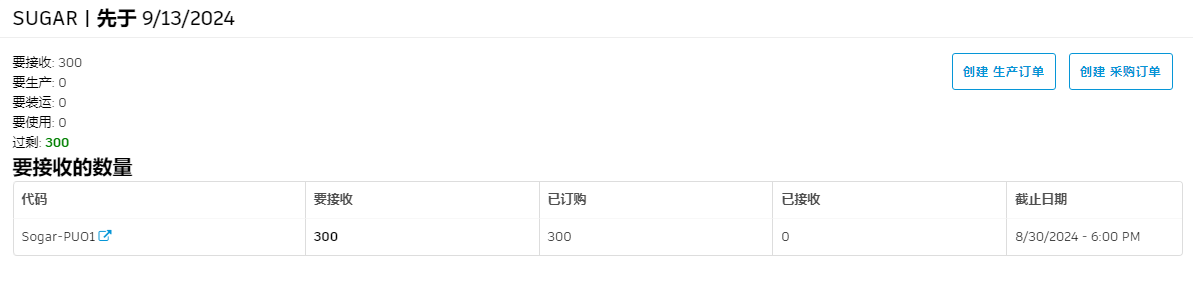 SUGAR | 先于 9/13/2024
要接收: 300
要生产: 0
要装运: 0
要使用: 0
过剩: 300
创建 生产订单 创建 采购订单
要接收的数量
代码 要接收 已订购 已接收 截止日期
Sogar-PU01 300 300 0 8/30/2024 - 6:00 PM